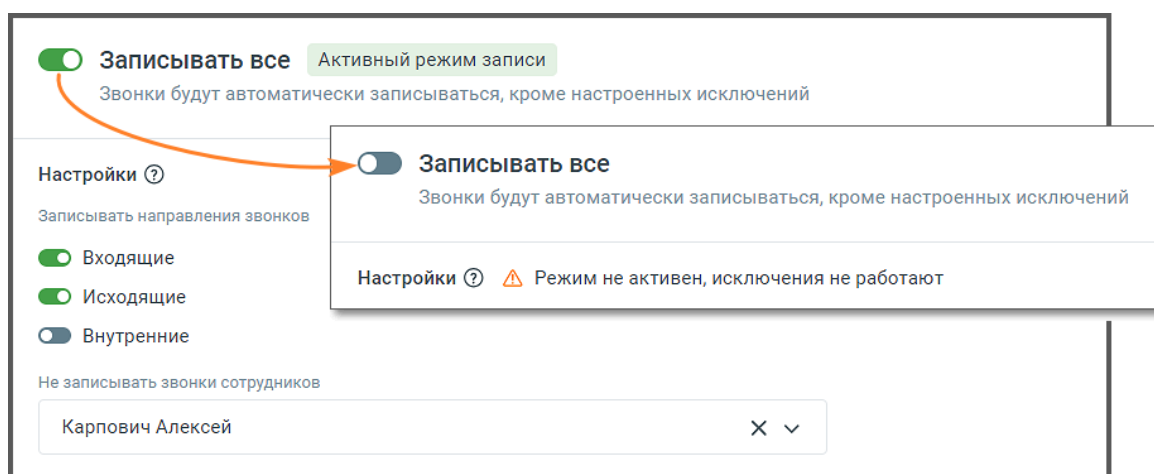 Записывать все Активный режим записи
Звонки будут автоматически записываться, кроме настроенных исключений
Настройки ?
Записывать направления звонков
Входящие
Исходящие
Внутренние
Не записывать звонки сотрудников
Карпович Алексей
Записывать все
Звонки будут автоматически записываться, кроме настроенных исключений
Настройки ? Режим не активен, исключения не работают